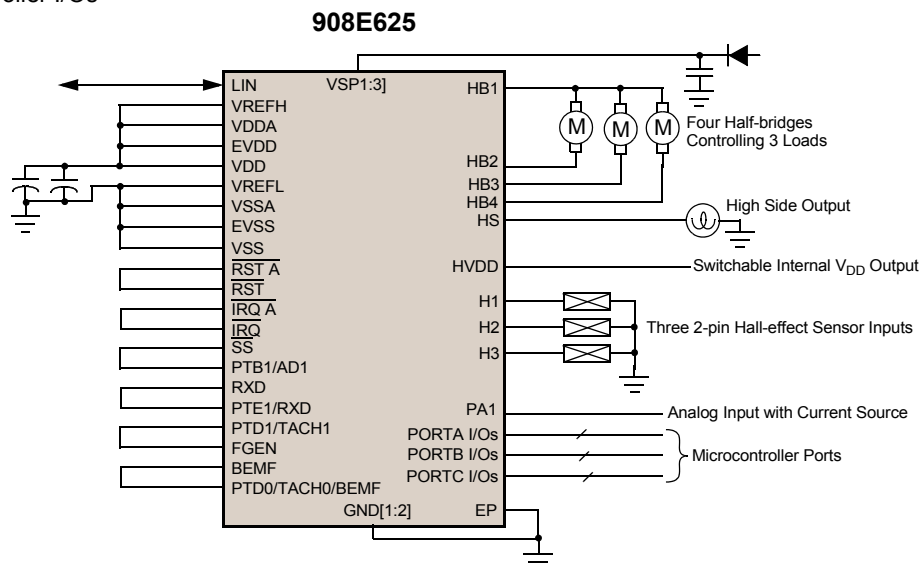 908E625
LIN
VREFH
VDDA
EVDD
VDD
VREFL
VSSA
EVSS
VSS
RST A
RST
IRQ A
IRQ
SS
PTB1/AD1
RXD
PTE1/RXD
PTD1/TACH1
FGEN
BEMF
PTD0/TACH0/BEMF
VSP1:3]
GND[1:2]
HB1
HB2
HB3
HB4
HS
HVDD
H1
H2
H3
PA1
PORTA I/Os
PORTB I/Os
PORTC I/Os
EP
M
M
M
Four Half-bridges
Controlling 3 Loads
High Side Output
Switchable Internal VDD Output
Three 2-pin Hall-effect Sensor Inputs
Analog Input with Current Source
Microcontroller Ports